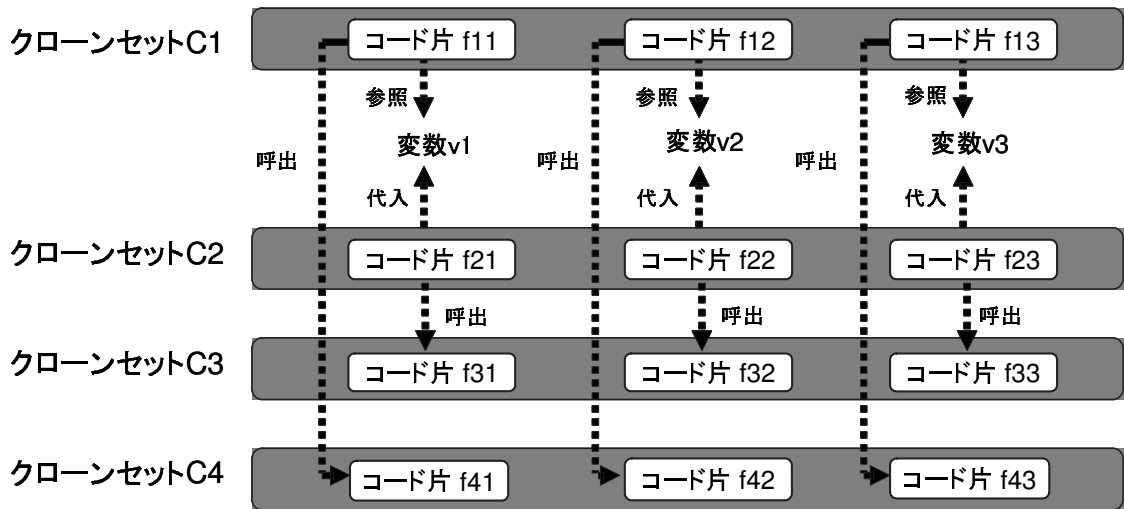 クローンセットC1
コード片 f11
コード片 f12
コード片 f13
参照
参照
参照
呼出
変数v1
呼出
変数v2
呼出
変数v3
代入
代入
代入
クローンセットC2
コード片 f21
コード片 f22
コード片 f23
呼出
呼出
呼出
クローンセットC3
コード片 f31
コード片 f32
コード片 f33
クローンセットC4
コード片 f41
コード片 f42
コード片 f43